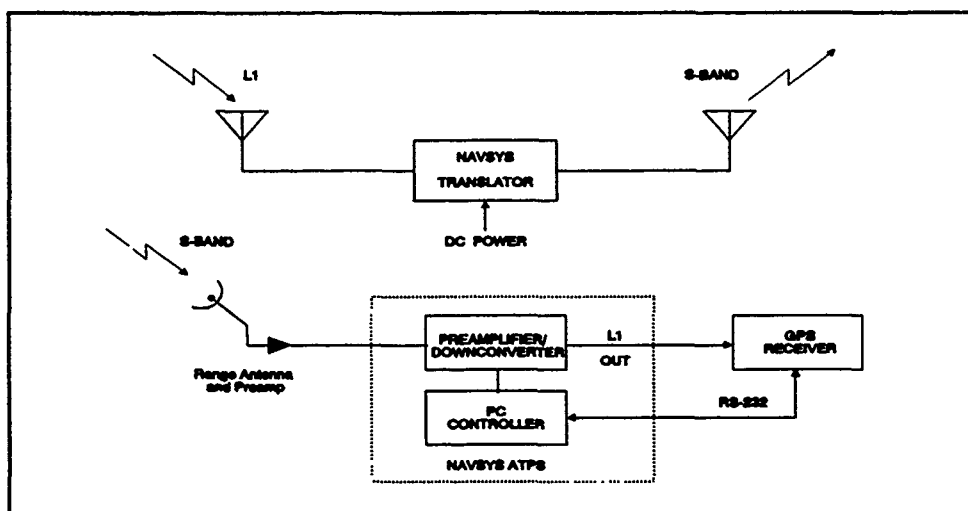 L1
S-BAND
NAVSYS
TRANSLATOR
DC POWER
S-BAND
Range Antenna
and Preamp
PREAMPLIFIER/
DOWNCONVERTER
L1
OUT
GPS
RECEIVER
PC
CONTROLLER
RS-232
NAVSYS ATPS